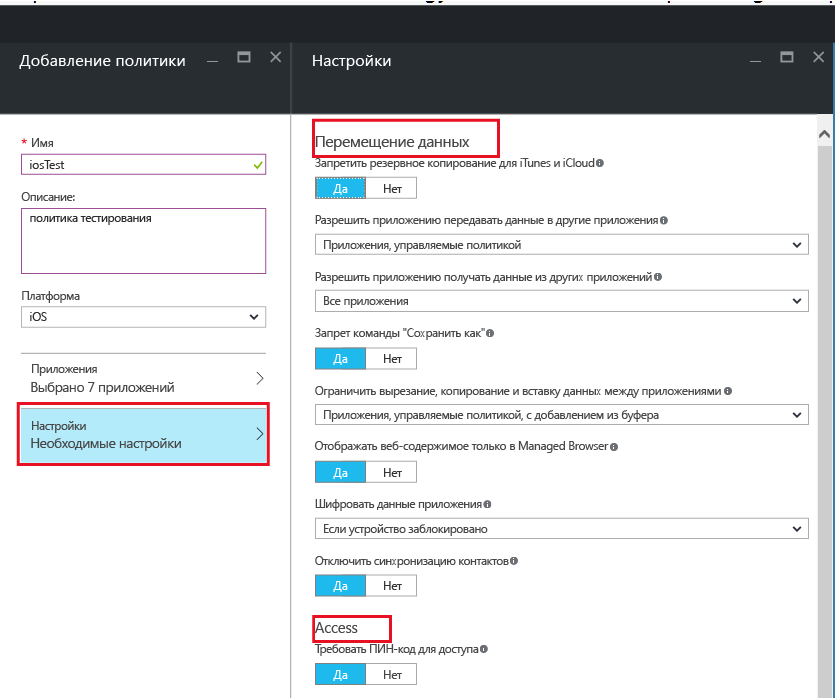 Добавление политики
* Имя
iosTest
Описание:
политика тестирования
Платформа
iOS
Приложения
Выбрано 7 приложений
Настройки
Необходимые настройки
Настройки
Перемещение данных
Запретить резервное копирование для iTunes и iCloud
Да Нет
Разрешить приложению передавать данные в другие приложения
Приложения, управляемые политикой
Разрешить приложению получать данные из других приложений
Все приложения
Запрет команды "Сохранить как"
Да Нет
Ограничить вырезание, копирование и вставку данных между приложениями
Приложения, управляемые политикой, с добавлением из буфера
Отображать веб-содержимое только в Managed Browser
Да Нет
Шифровать данные приложения
Если устройство заблокировано
Отключить синхронизацию контактов
Да Нет
Access
Требовать ПИН-код для доступа
Да Нет